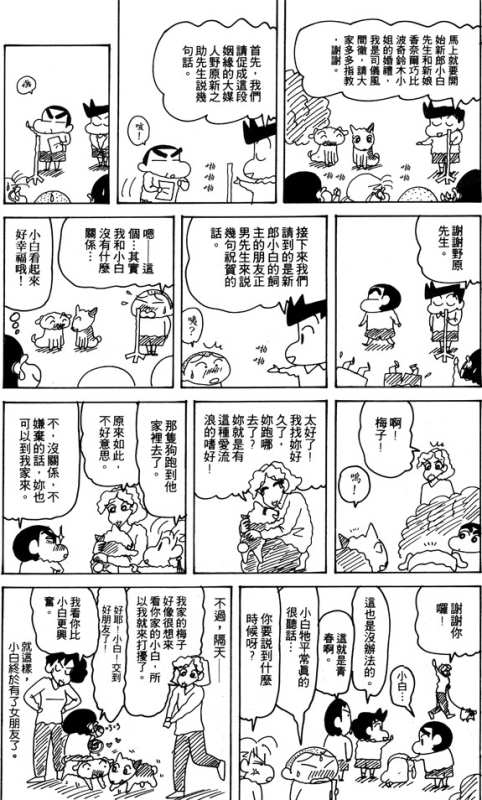 馬上就要開
始新郎小白
先生和新娘
香奈爾巧比
波奇鈴木小
姐的婚禮，
我是司儀風
間徹，請大
家多多指教
，謝謝。
啪
啪
啪
啪
首先，我們
請促成這段
姻緣的大媒
人野原新之
助先生說幾
句話。
啪
啪
啪
啪
唉！
謝謝野原
先生。
接下來我們
請到的是新
郎小白的飼
主的朋友正
男先生來說
幾句祝賀的
話。
啪
啪
唉？
嗯……這
個…其實
我和小白
沒有什麼
關係…
小白看起來
好幸福哦！
啊！
梅子！
嗚！
太好了！
我找妳好
久了，
妳跑哪
去了？
妳就是有
這種愛流
浪的嗜好！
那隻狗跑到他
家裡去了。
原來如此，
不好意思。
不，沒關係，不
嫌棄的話，妳也
可以到我家來。
謝謝你
囉！
小白…
這也是沒辦法的。
這就是青
春啊。
小白牠平常真的
很聽話…
你要說到什麼
時候呀？
不過，隔天——
我家的梅子
好像很想來
看你家的小白，所
以我就來打擾了。
好耶！小白！交到
好朋友了！
我看你比
小白更興
奮。
就這樣，
小白終於有了女朋友了。